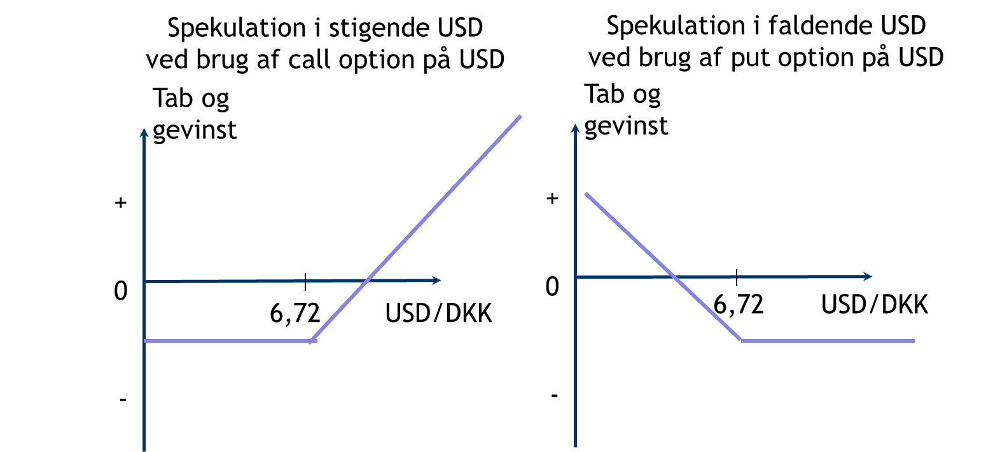 Spekulation i stigende USD
ved brug af call option på USD
Tab og
gevinst
+
0
6,72
USD/DKK
-
Spekulation i faldende USD
ved brug af put option på USD
Tab og
gevinst
+
0
6,72
USD/DKK
-